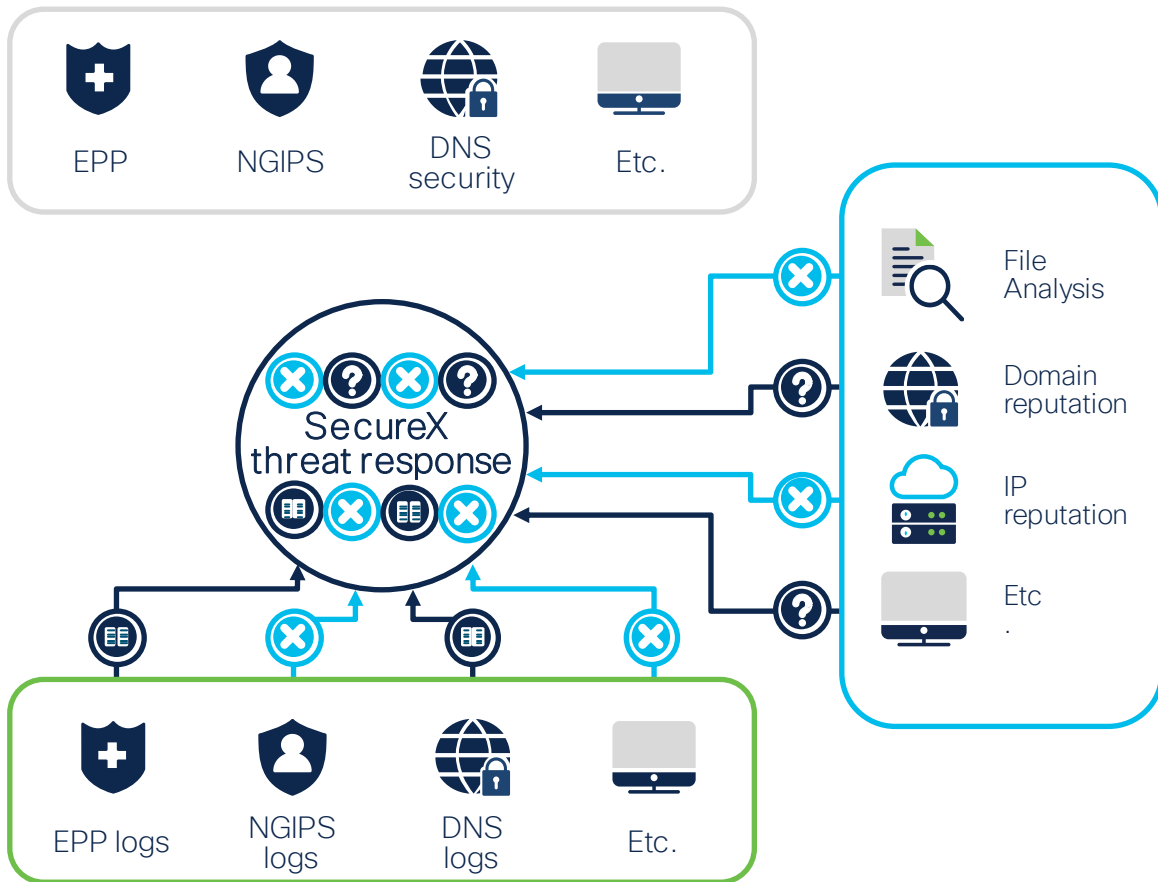 EPP
NGIPS
DNS
security
Etc.
File
Analysis
Domain
reputation
IP
reputation
Etc
.
SecureX
threat response
EPP logs
NGIPS
logs
DNS
logs
Etc.